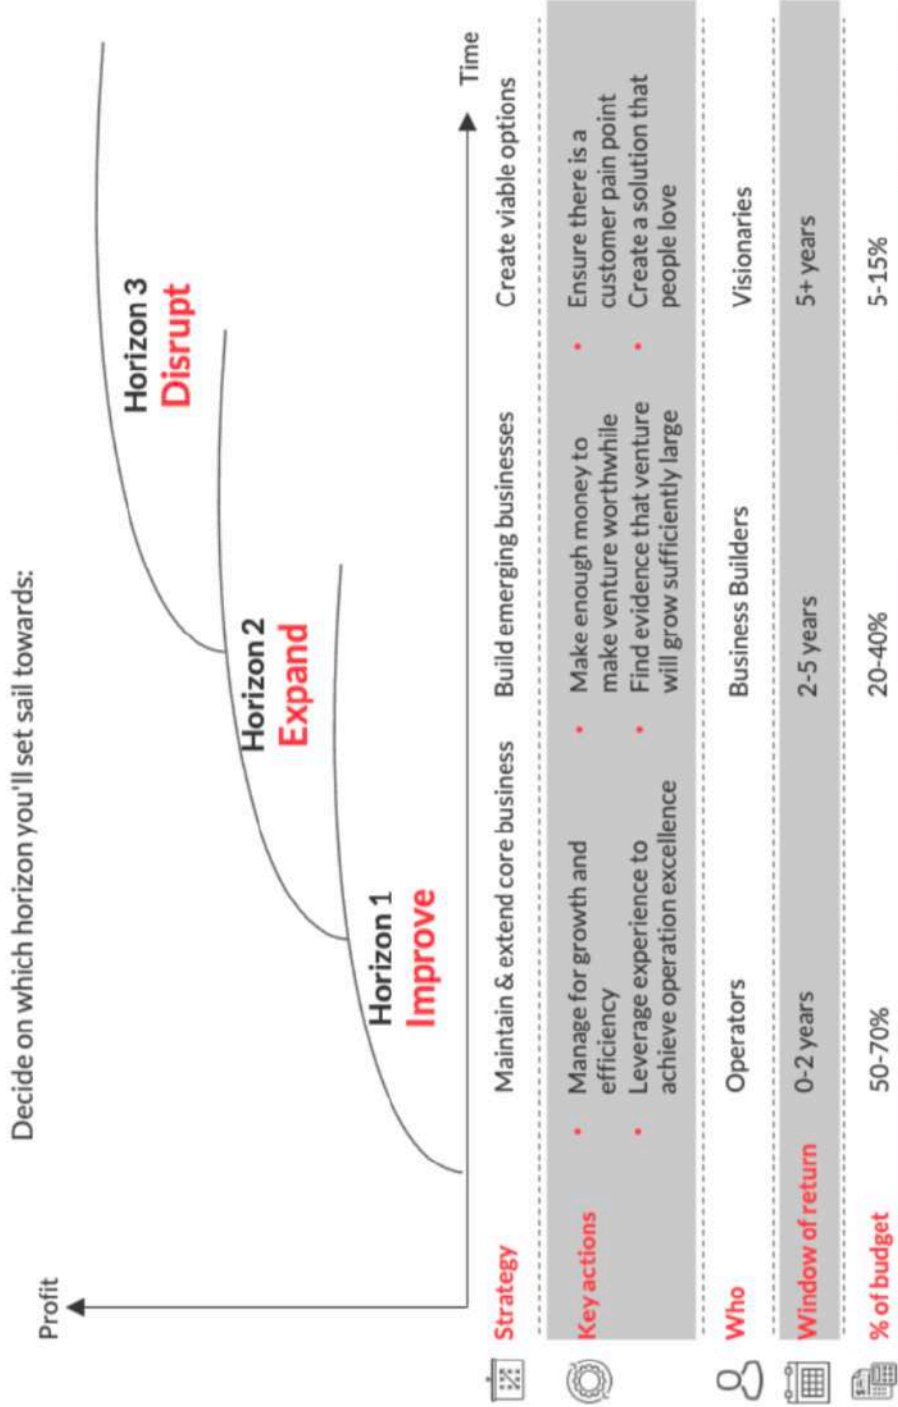 Decide on which horizon you'll set sail towards:
Profit
Horizon 3
Disrupt
Horizon 2
Expand
Horizon 1
Improve
Time
Strategy
Maintain & extend core business
Build emerging businesses
Create viable options
Key actions
• Manage for growth and
efficiency
• Leverage experience to
achieve operation excellence
• Make enough money to
make venture worthwhile
• Find evidence that venture
will grow sufficiently large
• Ensure there is a
customer pain point
• Create a solution that
people love
Who
Operators
Business Builders
Visionaries
Window of return
0-2 years
2-5 years
5+ years
% of budget
50-70%
20-40%
5-15%